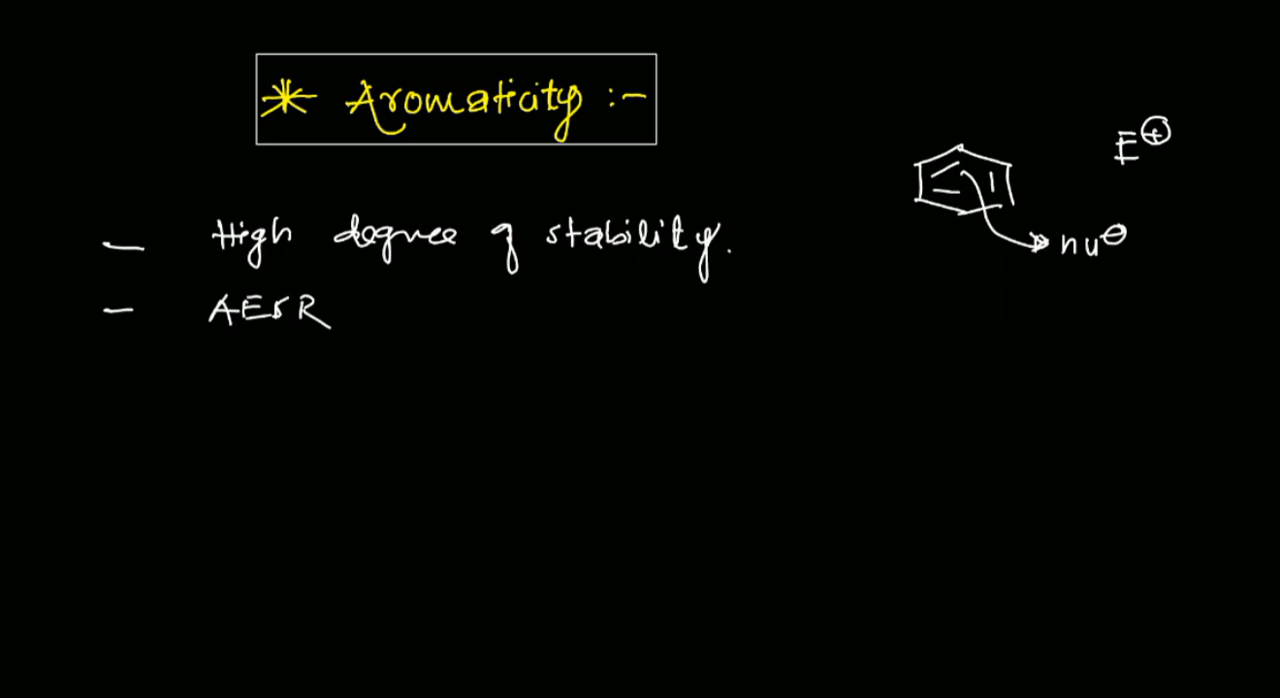 * Aromaticity :-
E⊕
— High degree of stability.
nu⊖
— AESR